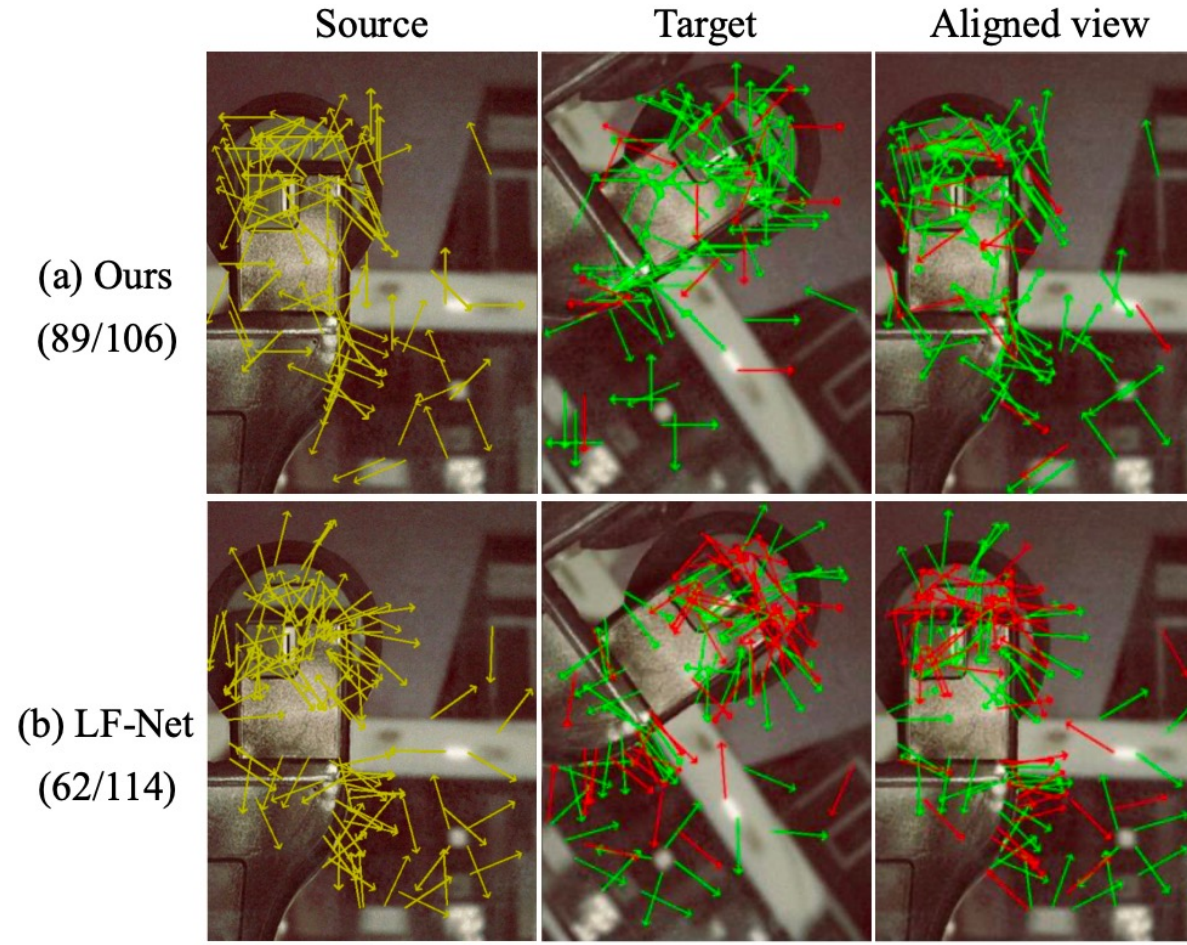 Source
Target
Aligned view
(a) Ours
(89/106)
(b) LF-Net
(62/114)